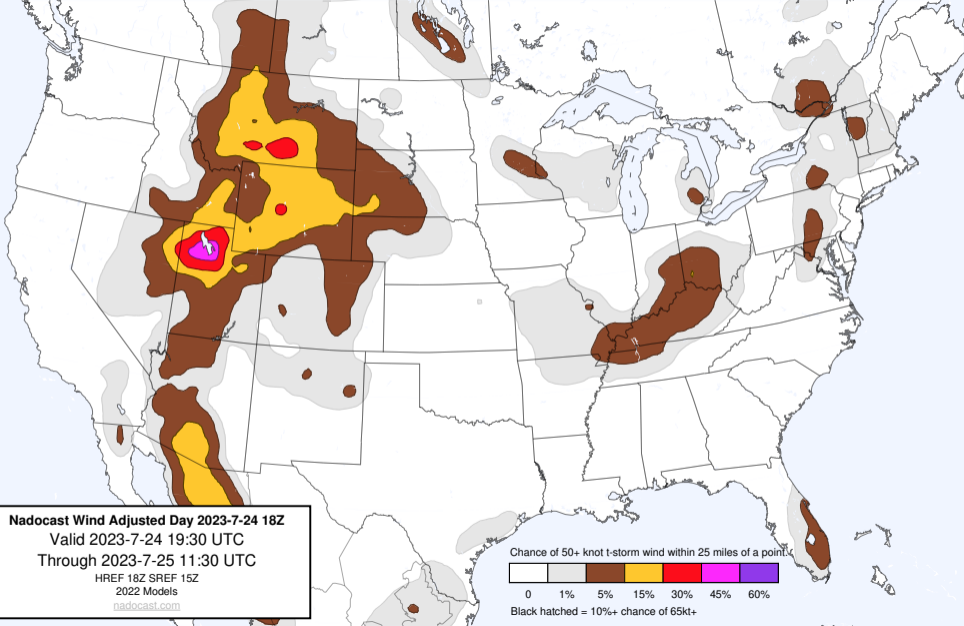 Nadocast Wind Adjusted Day 2023-7-24 18Z
Valid 2023-7-24 19:30 UTC
Through 2023-7-25 11:30 UTC
HREF 18Z SREF 15Z
2022 Models
nadocast.com
Chance of 50+ knot t-storm wind within 25 miles of a point.
0 1% 5% 15% 30% 45% 60%
Black hatched = 10%+ chance of 65kt+